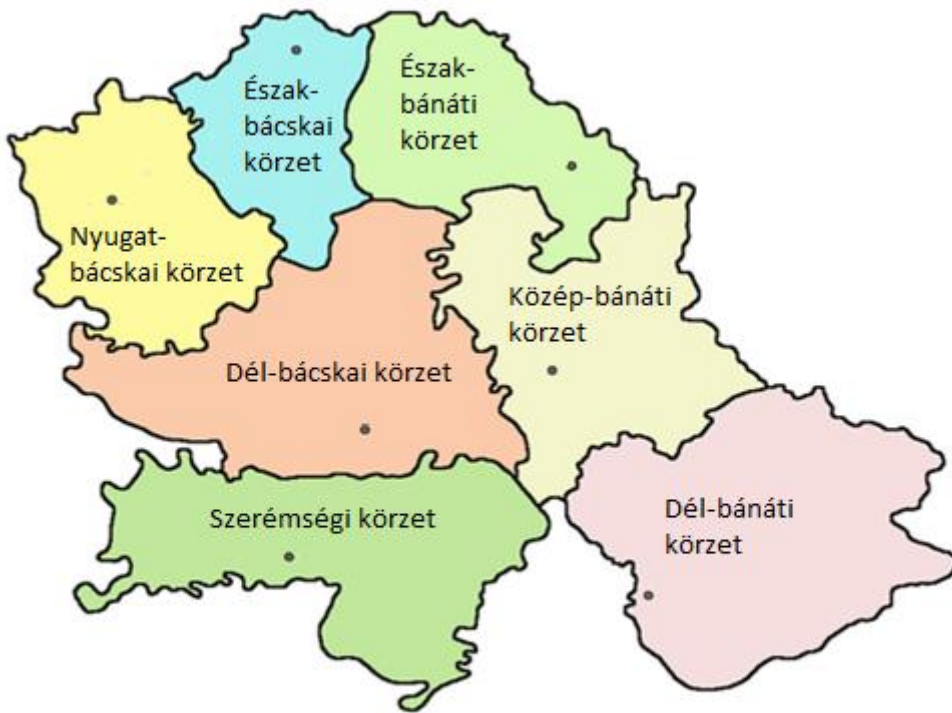 Észak-
bácskai
körzet
Észak-
bánáti
körzet
Nyugat-
bácskai körzet
Közép-bánáti
körzet
Dél-bácskai körzet
Szerémségi körzet
Dél-bánáti
körzet